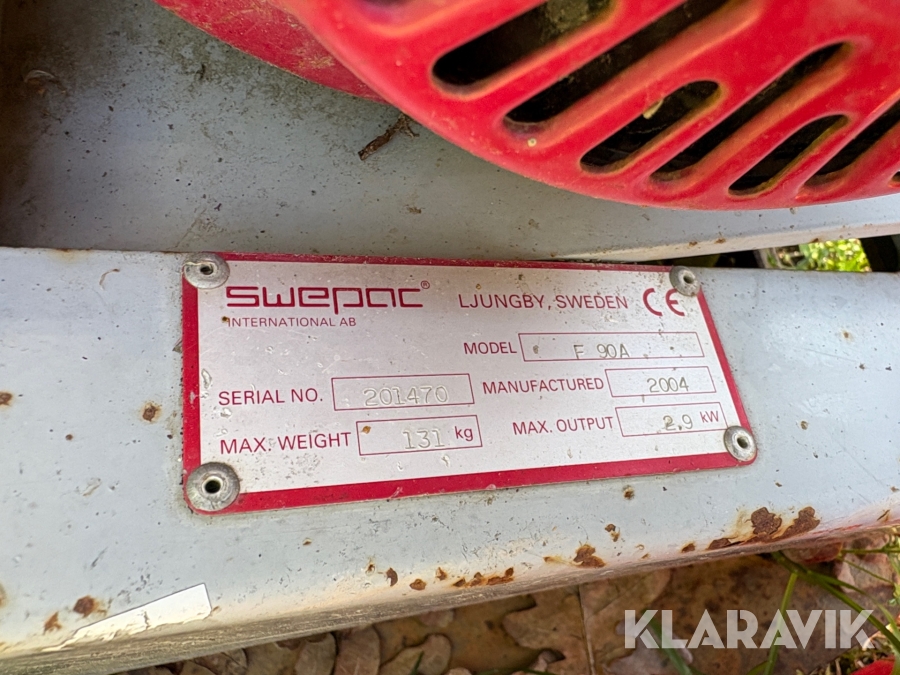 swepac® LJUNGBY, SWEDEN CE
INTERNATIONAL AB
MODEL F 90A
SERIAL NO. 201470 MANUFACTURED 2004
MAX. WEIGHT 131 kg MAX. OUTPUT 2.9 kW
KLARAVIK